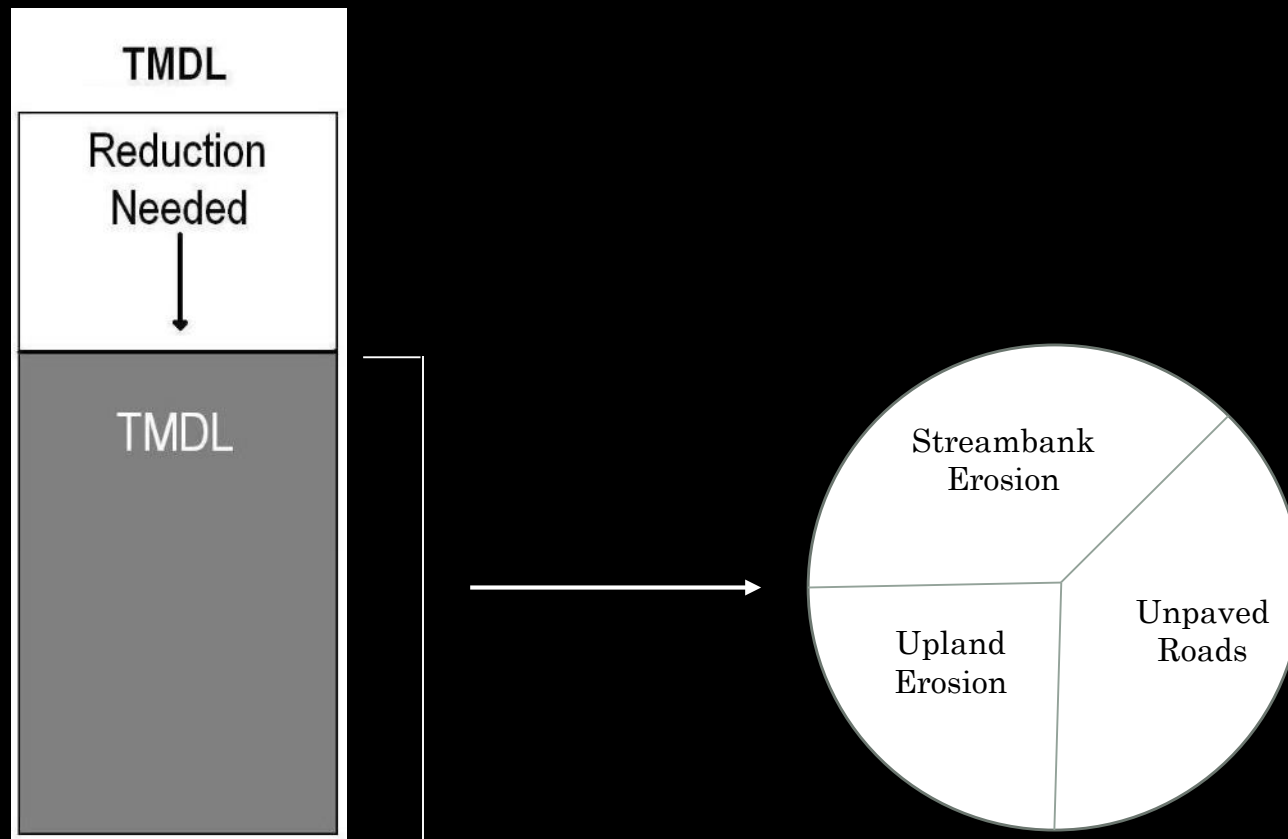 TMDL
Reduction
Needed
TMDL
Streambank
Erosion
Unpaved
Roads
Upland
Erosion